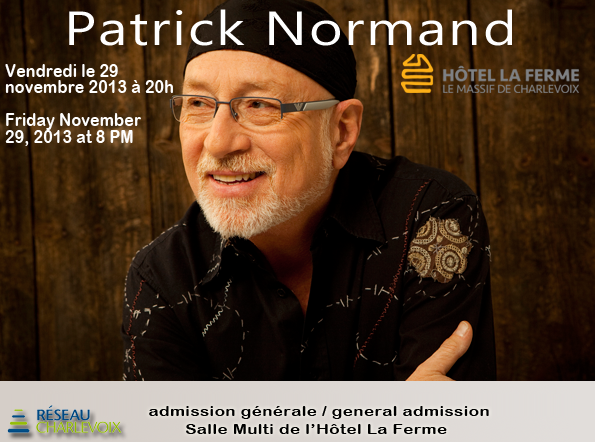 Patrick Normand
Vendredi le 29
novembre 2013 à 20h
Friday November
29, 2013 at 8 PM
HÔTEL LA FERME
LE MASSIF DE CHARLEVOIX
RÉSEAU
CHARLEVOIX
admission générale / general admission
Salle Multi de l'Hôtel La Ferme